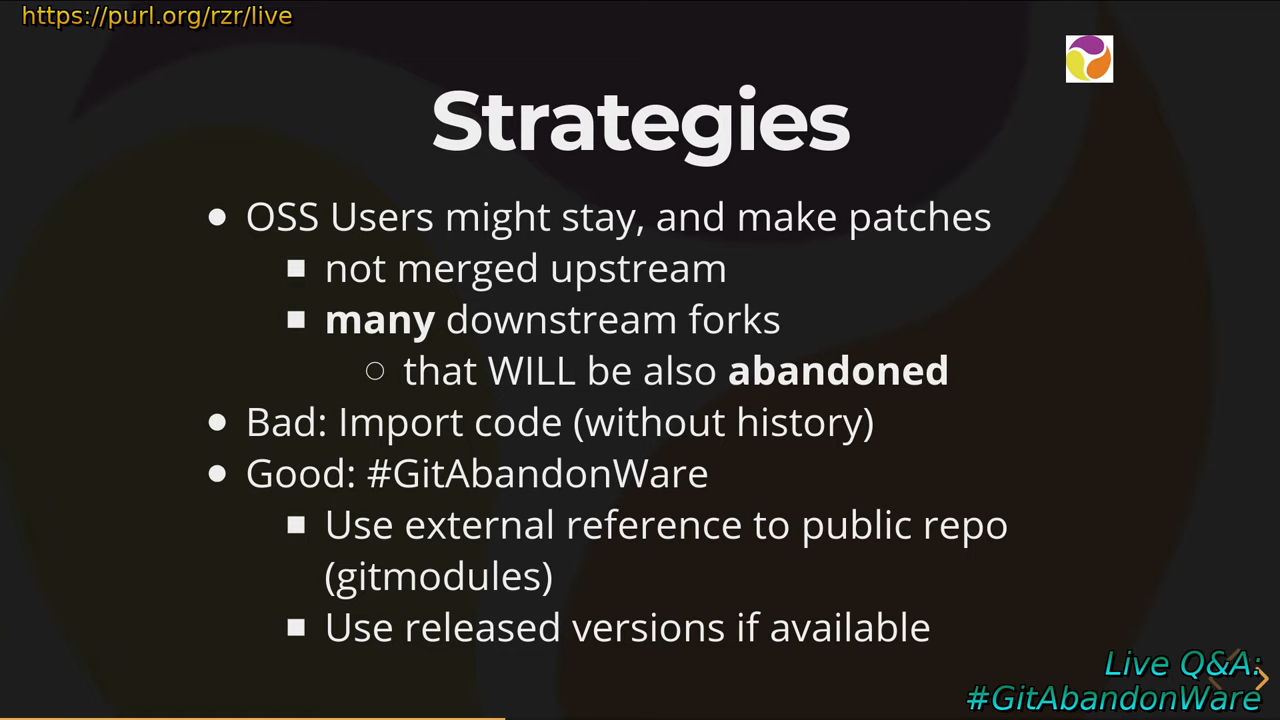 https://purl.org/rzr/live
Strategies
OSS Users might stay, and make patches
not merged upstream
many downstream forks
that WILL be also abandoned
Bad: Import code (without history)
Good: #GitAbandonWare
Use external reference to public repo
(gitmodules)
Use released versions if available
Live Q&A:
#GitAbandonWare